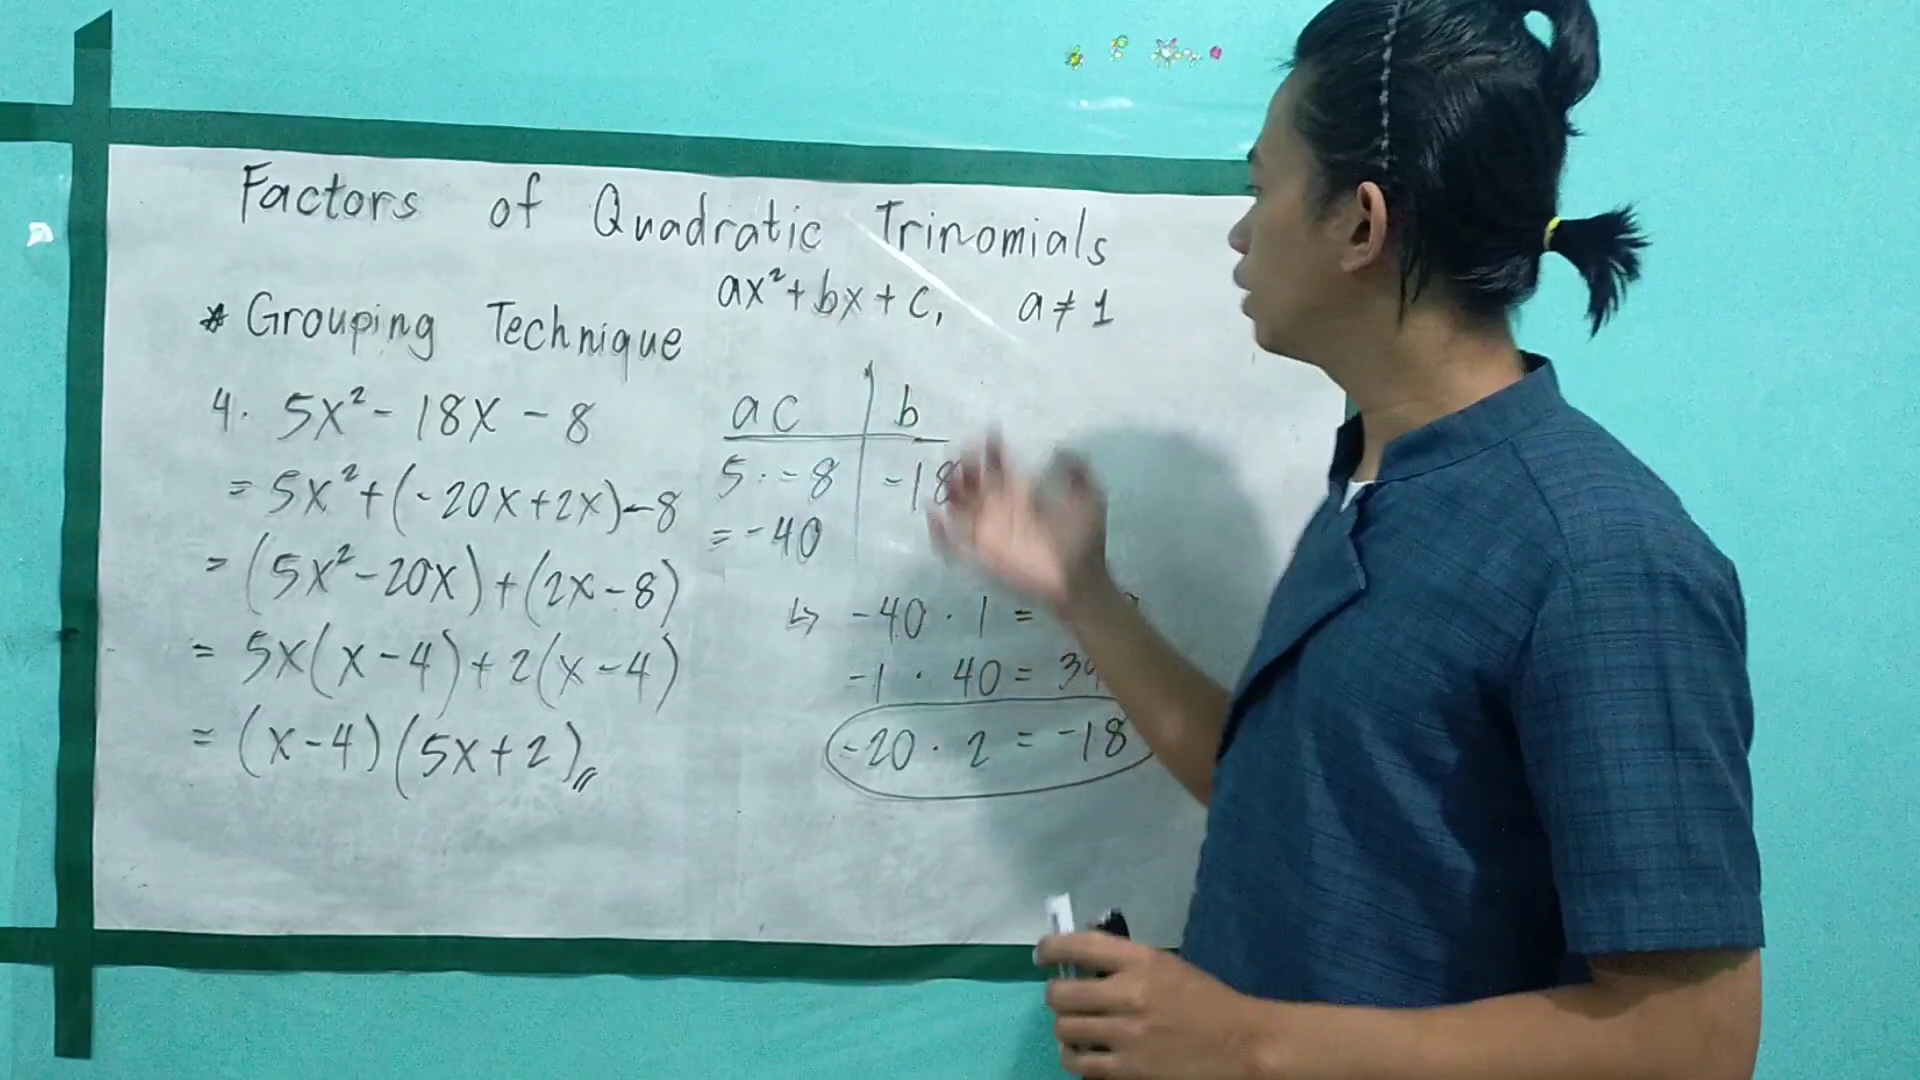 Factors of Quadratic Trinomials
ax²+bx+c, a≠1
* Grouping Technique
4. 5x²-18x-8
= 5x²+(-20x+2x)-8
= (5x²-20x)+(2x-8)
= 5x(x-4)+2(x-4)
= (x-4)(5x+2)
ac b
5·-8 -18
=-40
↳ -40·1 =
-1·40=39
-20·2=-18